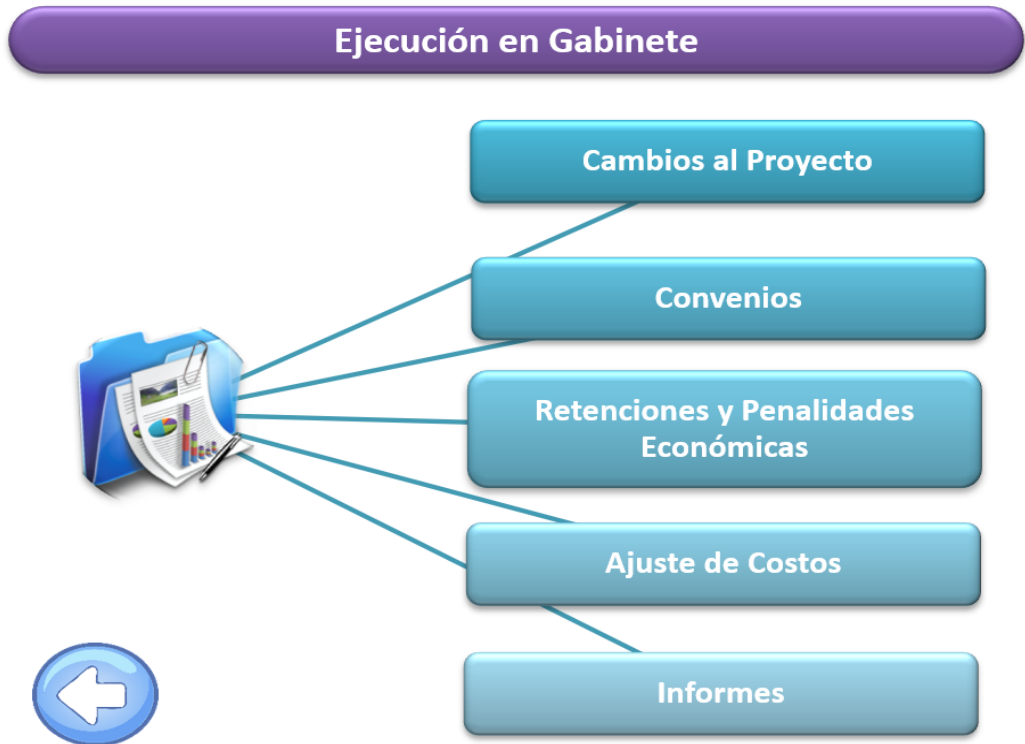 Ejecución en Gabinete
Cambios al Proyecto
Convenios
Retenciones y Penalidades
Económicas
Ajuste de Costos
Informes